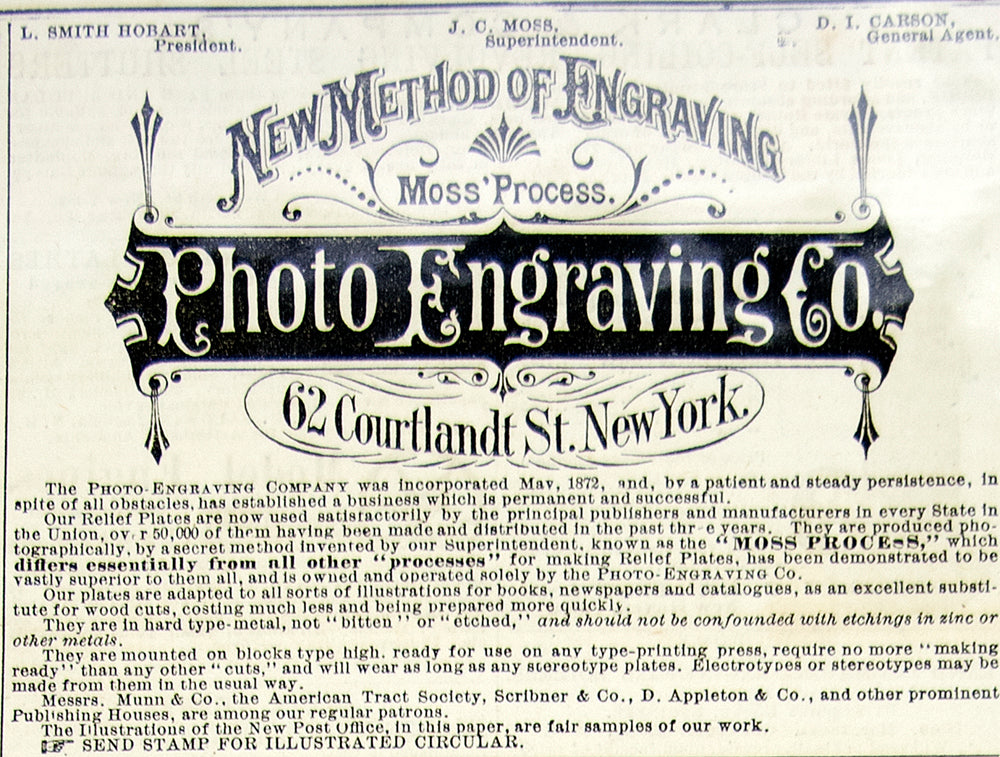 L. SMITH HOBART, J. C. MOSS, D. I. CARSON,
President. Superintendent. General Agent.
NEW METHOD OF ENGRAVING
Moss' Process.
Photo Engraving Co.
62 Courtlandt St. New York.
The PHOTO-ENGRAVING COMPANY was incorporated May, 1872, and, by a patient and steady persistence, in
spite of all obstacles, has established a business which is permanent and successful.
Our Relief Plates are now used satisfactorily by the principal publishers and manufacturers in every State in
the Union, over 50,000 of them having been made and distributed in the past three years. They are produced pho-
tographically, by a secret method invented by our Superintendent, known as the "MOSS PROCESS," which
differs essentially from all other "processes" for making Relief Plates, has been demonstrated to be
vastly superior to them all, and is owned and operated solely by the PHOTO-ENGRAVING CO.
Our plates are adapted to all sorts of illustrations for books, newspapers and catalogues, as an excellent substi-
tute for wood cuts, costing much less and being prepared more quickly.
They are in hard type-metal, not "bitten" or "etched," and should not be confounded with etchings in zinc or
other metals.
They are mounted on blocks type high, ready for use on any type-printing press, require no more "making
ready" than any other "cuts," and will wear as long as any stereotype plates. Electrotypes or stereotypes may be
made from them in the usual way.
Messrs. Munn & Co., the American Tract Society, Scribner & Co., D. Appleton & Co., and other prominent
Publishing Houses, are among our regular patrons.
The Illustrations of the New Post Office, in this paper, are fair samples of our work.
☞ SEND STAMP FOR ILLUSTRATED CIRCULAR.